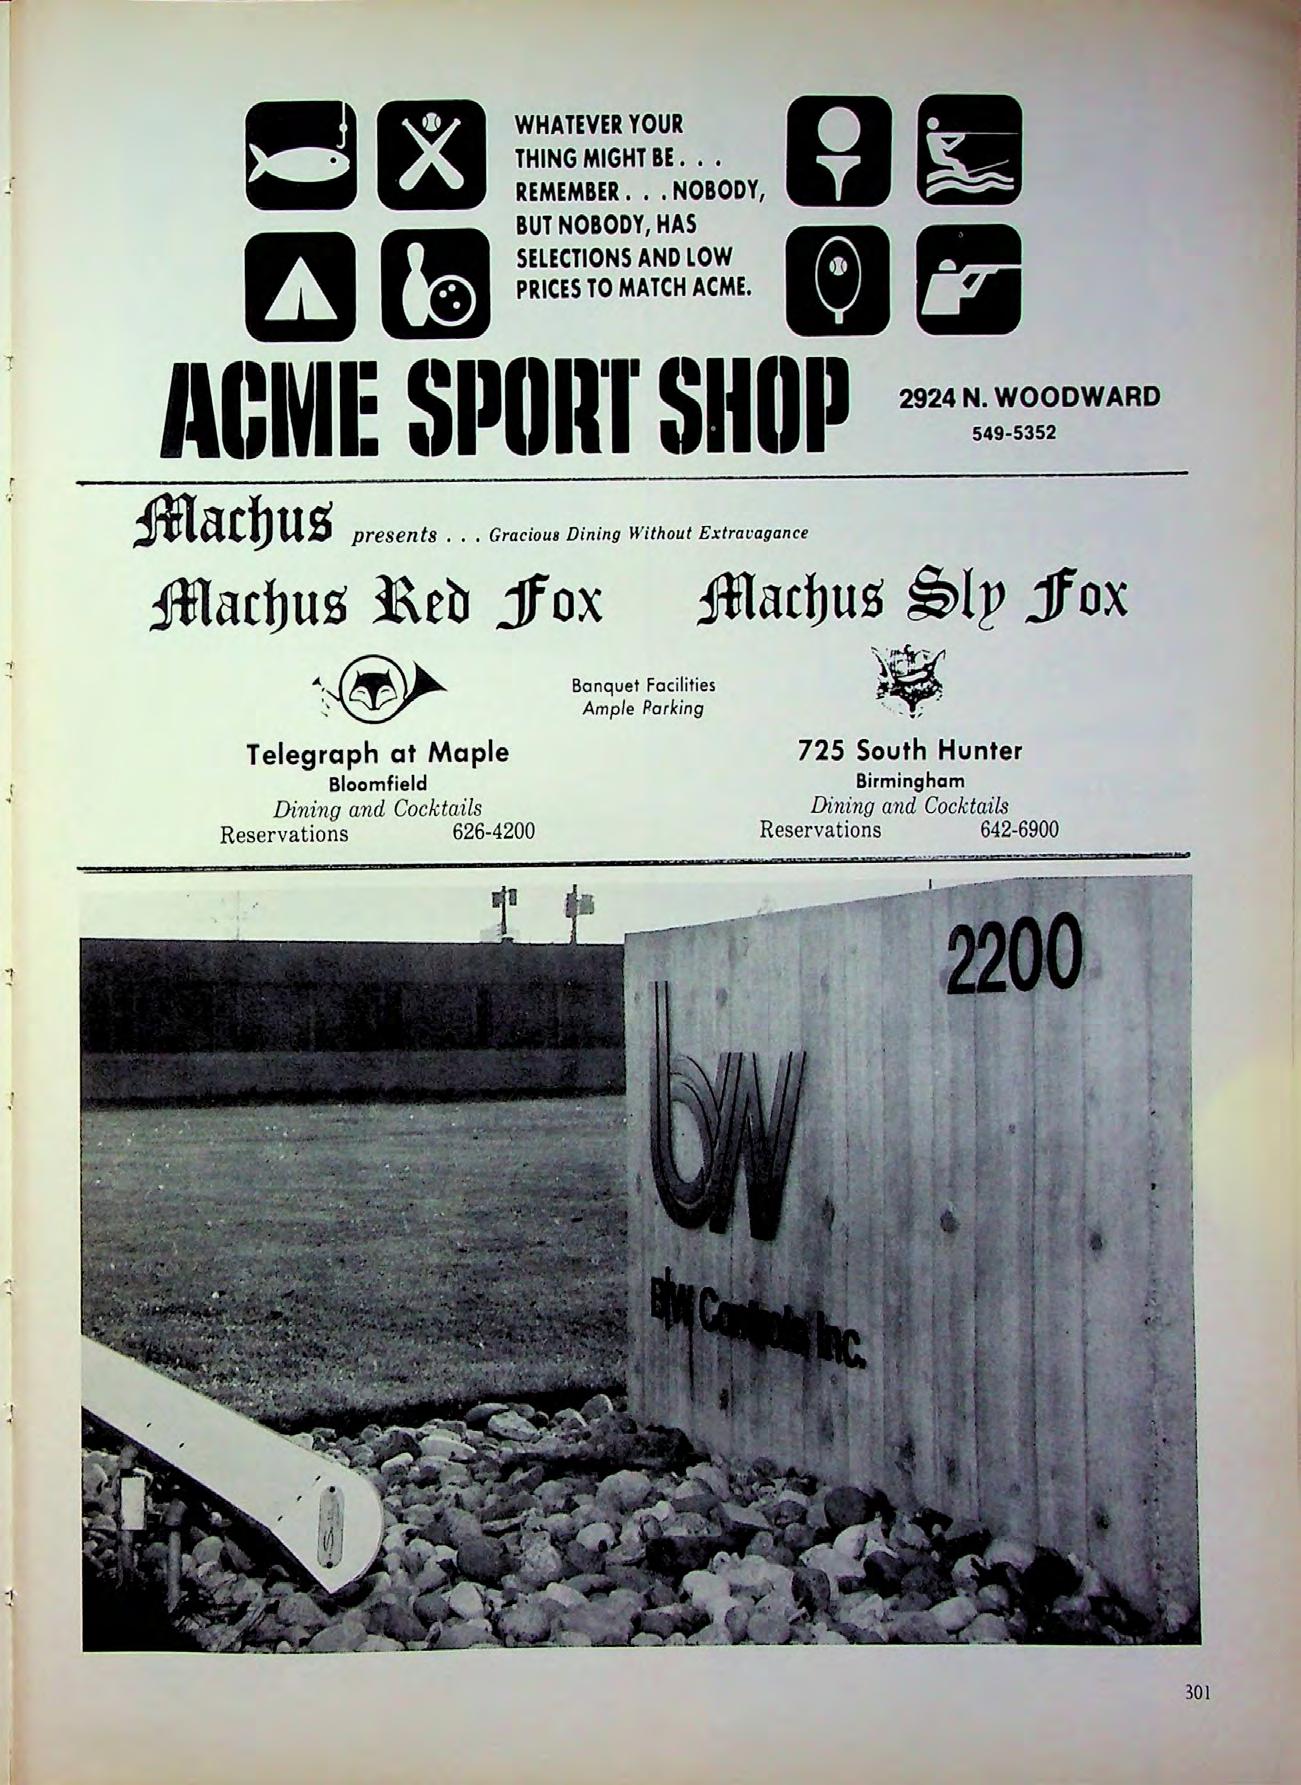 WHATEVER YOUR
THING MIGHT BE. . .
REMEMBER. . .NOBODY,
BUT NOBODY, HAS
SELECTIONS AND LOW
PRICES TO MATCH ACME.
ACME SPORT SHOP
2924 N. WOODWARD
549-5352
Machus presents . . . Gracious Dining Without Extravagance
Machus Red Fox
Machus Sly Fox
Banquet Facilities
Ample Parking
Telegraph at Maple
Bloomfield
Dining and Cocktails
Reservations 626-4200
725 South Hunter
Birmingham
Dining and Cocktails
Reservations 642-6900
2200
b/w
B/W Controls Inc.
S
301